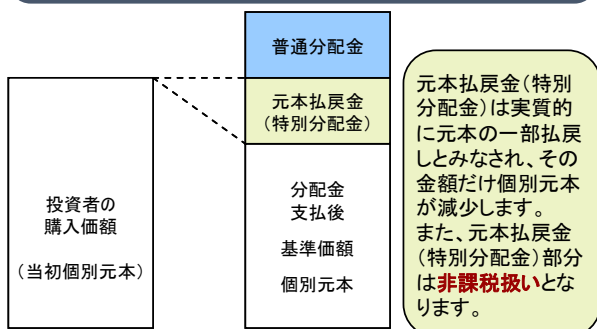 普通分配金
元本払戻金
(特別分配金)
投資者の
購入価額
(当初個別元本)
分配金
支払後
基準価額
個別元本
元本払戻金(特別
分配金)は実質的
に元本の一部払戻
しとみなされ、その
金額だけ個別元本
が減少します。
また、元本払戻金
(特別分配金)部分
は非課税扱いとな
ります。